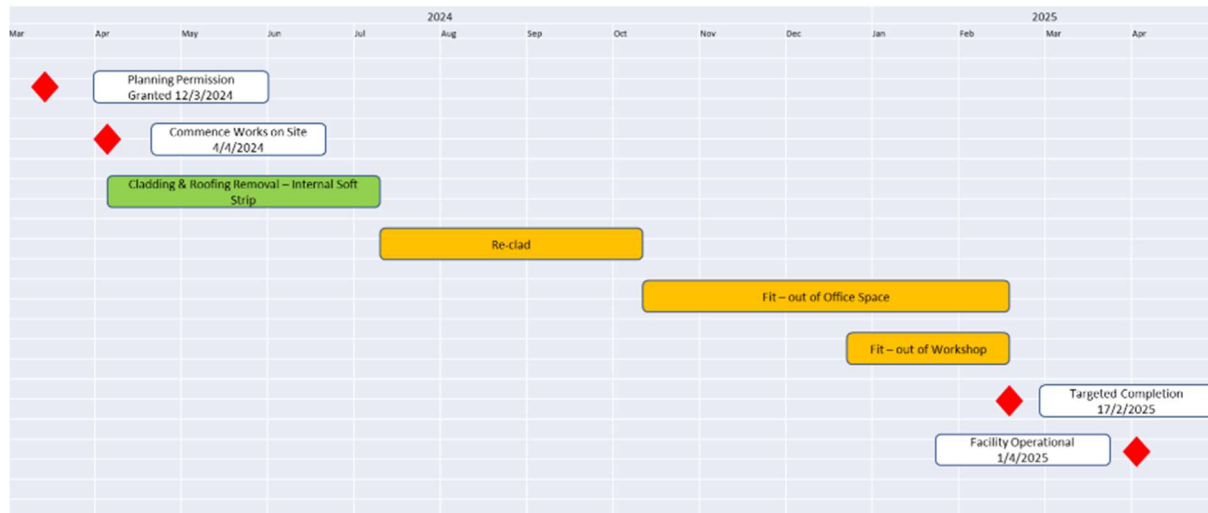 2024 2025
Mar Apr May Jun Jul Aug Sep Oct Nov Dec Jan Feb Mar Apr
Planning Permission
Granted 12/3/2024
Commence Works on Site
4/4/2024
Cladding & Roofing Removal – Internal Soft
Strip
Re-clad
Fit – out of Office Space
Fit – out of Workshop
Targeted Completion
17/2/2025
Facility Operational
1/4/2025